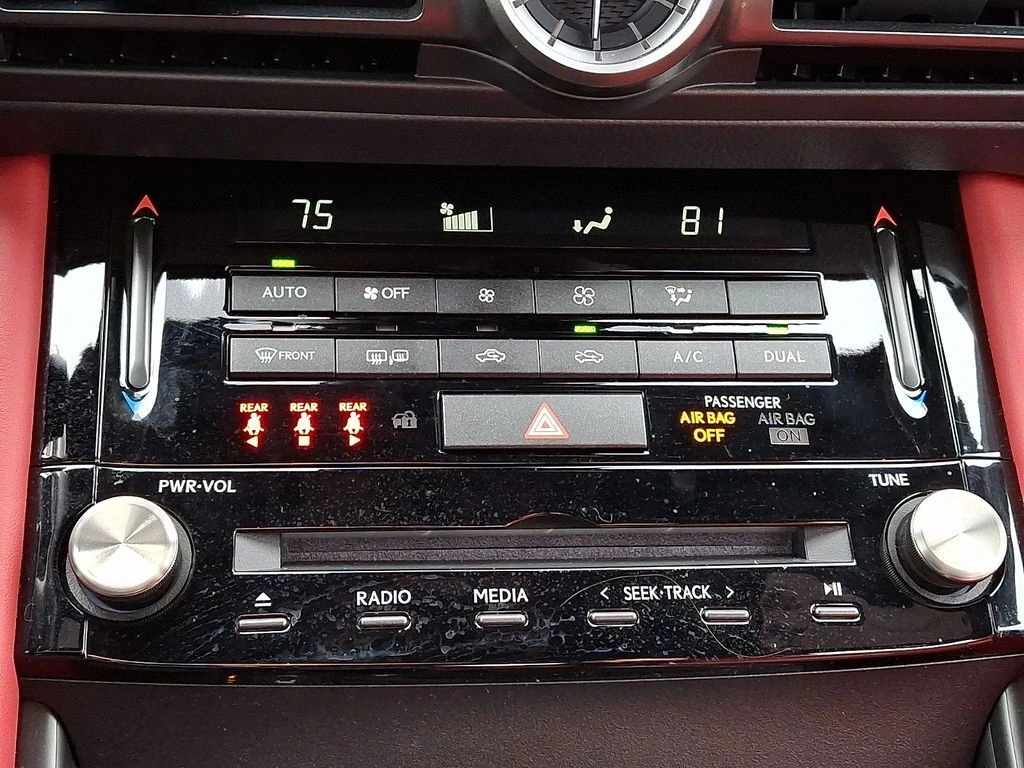 75 81
AUTO OFF
FRONT A/C DUAL
REAR REAR REAR
PASSENGER
AIR BAG OFF AIR BAG ON
PWR·VOL TUNE
RADIO MEDIA < SEEK·TRACK >